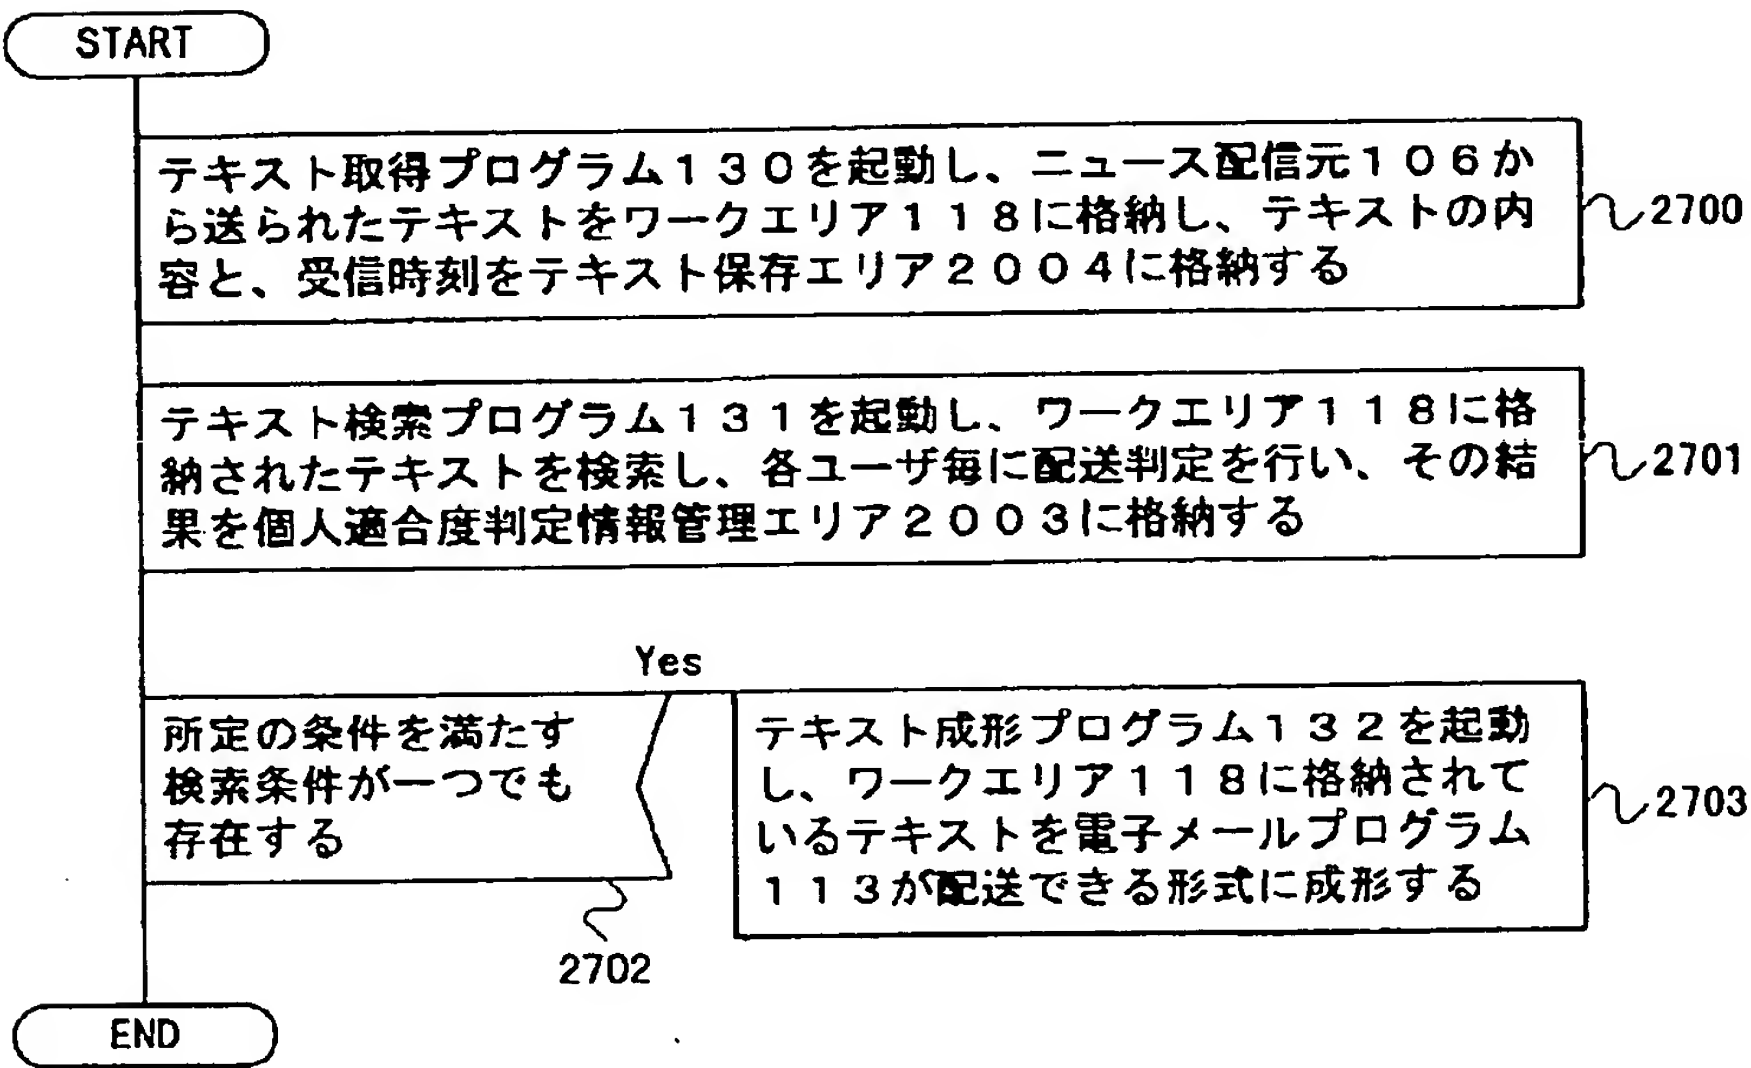 START
テキスト取得プログラム130を起動し、ニュース配信元106か
ら送られたテキストをワークエリア118に格納し、テキストの内
容と、受信時刻をテキスト保存エリア2004に格納する
2700
テキスト検索プログラム131を起動し、ワークエリア118に格
納されたテキストを検索し、各ユーザ毎に配送判定を行い、その結
果を個人適合度判定情報管理エリア2003に格納する
2701
Yes
所定の条件を満たす
検索条件が一つでも
存在する
2702
テキスト成形プログラム132を起動
し、ワークエリア118に格納されて
いるテキストを電子メールプログラム
113が配送できる形式に成形する
2703
END